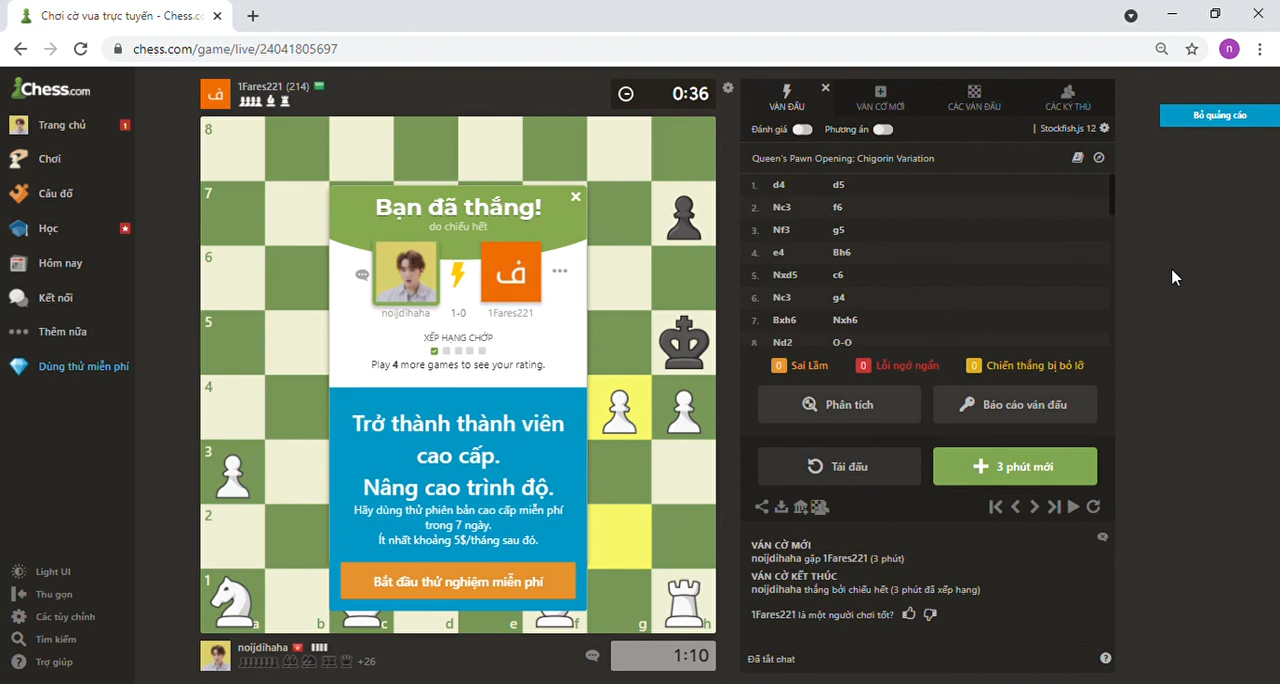 Chơi cờ vua trực tuyến - Chess.cc
chess.com/game/live/24041805697
n
Chess.com
Trang chủ 1
Chơi
Câu đố
Học
Hôm nay
Kết nối
Thêm nữa
Dùng thử miễn phí
Light UI
Thu gọn
Các tùy chỉnh
Tìm kiếm
Trợ giúp
ف
1Fares221 (214)
0:36
8
7
6
5
4
3
2
1
a b c d e f g h
Bạn đã thắng!
do chiếu hết
ف
noijdihaha 1-0 1Fares221
XẾP HẠNG CHỚP
Play 4 more games to see your rating.
Trở thành thành viên
cao cấp.
Nâng cao trình độ.
Hãy dùng thử phiên bản cao cấp miễn phí
trong 7 ngày.
Ít nhất khoảng 5$/tháng sau đó.
Bắt đầu thử nghiệm miễn phí
noijdihaha
+26
1:10
VÁN ĐẤU
VÁN CỜ MỚI
CÁC VÁN ĐẤU
CÁC KỲ THỦ
Đánh giá Phương án | Stockfish.js 12
Queen's Pawn Opening: Chigorin Variation
1. d4 d5
2. Nc3 f6
3. Nf3 g5
4. e4 Bh6
5. Nxd5 c6
6. Nc3 g4
7. Bxh6 Nxh6
8 Nd2 O-O
0 Sai Lầm 0 Lỗi ngớ ngẩn 0 Chiến thắng bị bỏ lỡ
Phân tích
Báo cáo ván đấu
Tái đấu
3 phút mới
VÁN CỜ MỚI
noijdihaha gặp 1Fares221 (3 phút)
VÁN CỜ KẾT THÚC
noijdihaha thắng bởi chiếu hết (3 phút đã xếp hạng)
1Fares221 là một người chơi tốt?
Đã tắt chat
Bỏ quảng cáo